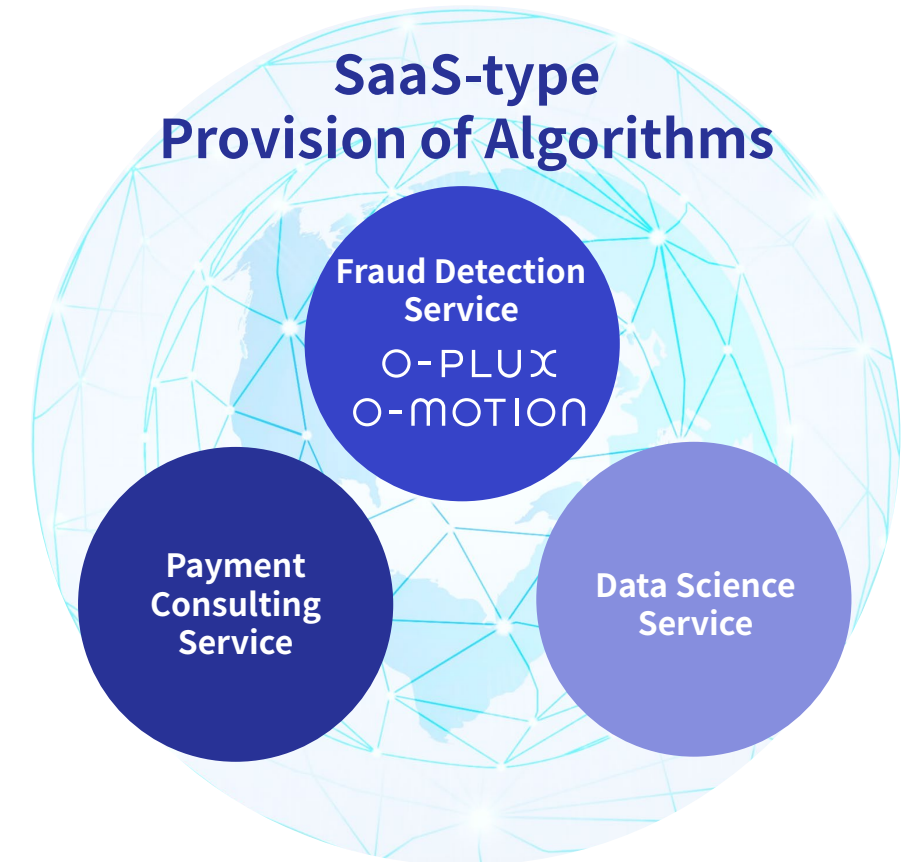 SaaS-type
Provision of Algorithms
Fraud Detection
Service
O-PLUX
O-MOTION
Payment
Consulting
Service
Data Science
Service